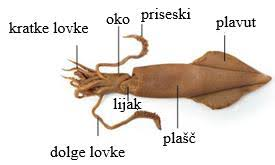 priseski
oko
kratke lovke
plavut
lijak
plašč
dolge lovke